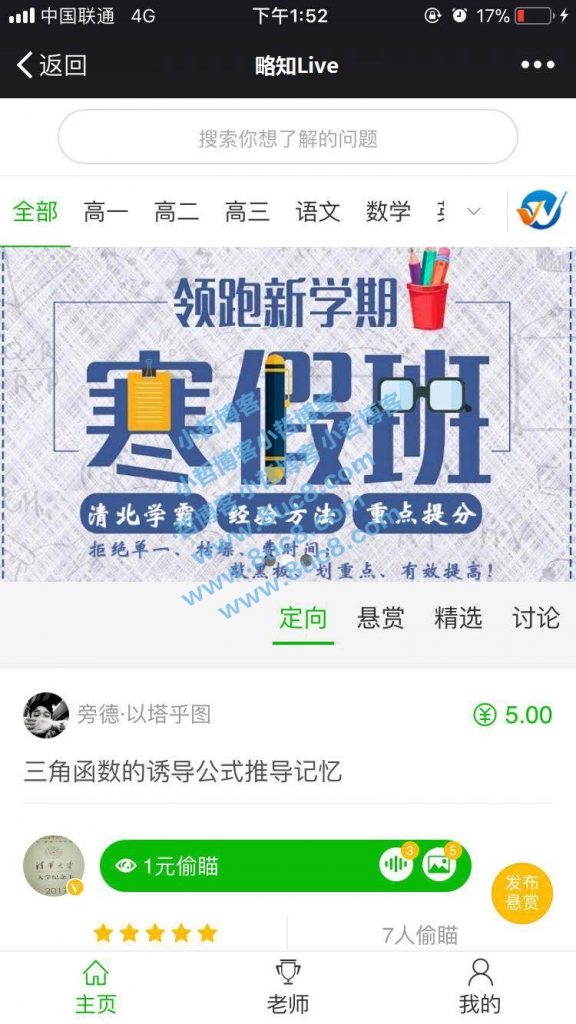 中国联通 4G 下午1:52 17%
返回 略知Live
搜索你想了解的问题
全部 高一 高二 高三 语文 数学
领跑新学期
寒假班
清北学霸 经验方法 重点提分
拒绝单一、枯燥、费时间；
敲黑板、划重点、有效提高！
小哲博客 小哲博客 小哲博客
定向 悬赏 精选 讨论
旁德·以塔乎图 5.00
三角函数的诱导公式推导记忆
清华大学
1元偷瞄 3 5
发布
悬赏
7人偷瞄
主页 老师 我的